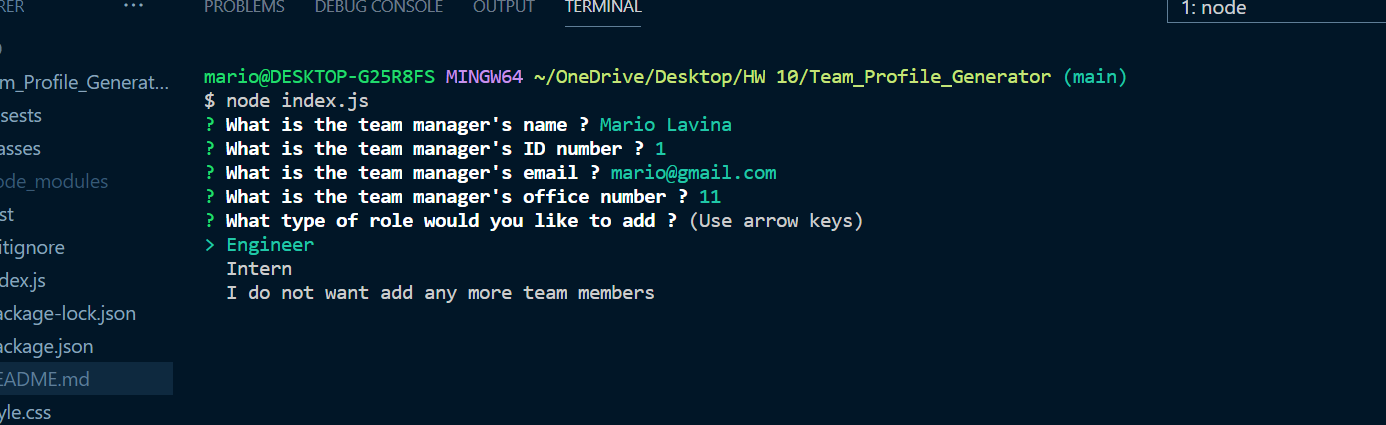 RER ... PROBLEMS DEBUG CONSOLE OUTPUT TERMINAL 1: node
mario@DESKTOP-G25R8FS MINGW64 ~/OneDrive/Desktop/HW 10/Team_Profile_Generator (main)
$ node index.js
? What is the team manager's name ? Mario Lavina
? What is the team manager's ID number ? 1
? What is the team manager's email ? mario@gmail.com
? What is the team manager's office number ? 11
? What type of role would you like to add ? (Use arrow keys)
> Engineer
Intern
I do not want add any more team members
m_Profile_Generat...
sests
asses
ode_modules
st
itignore
dex.js
ackage-lock.json
ackage.json
EADME.md
yle.css